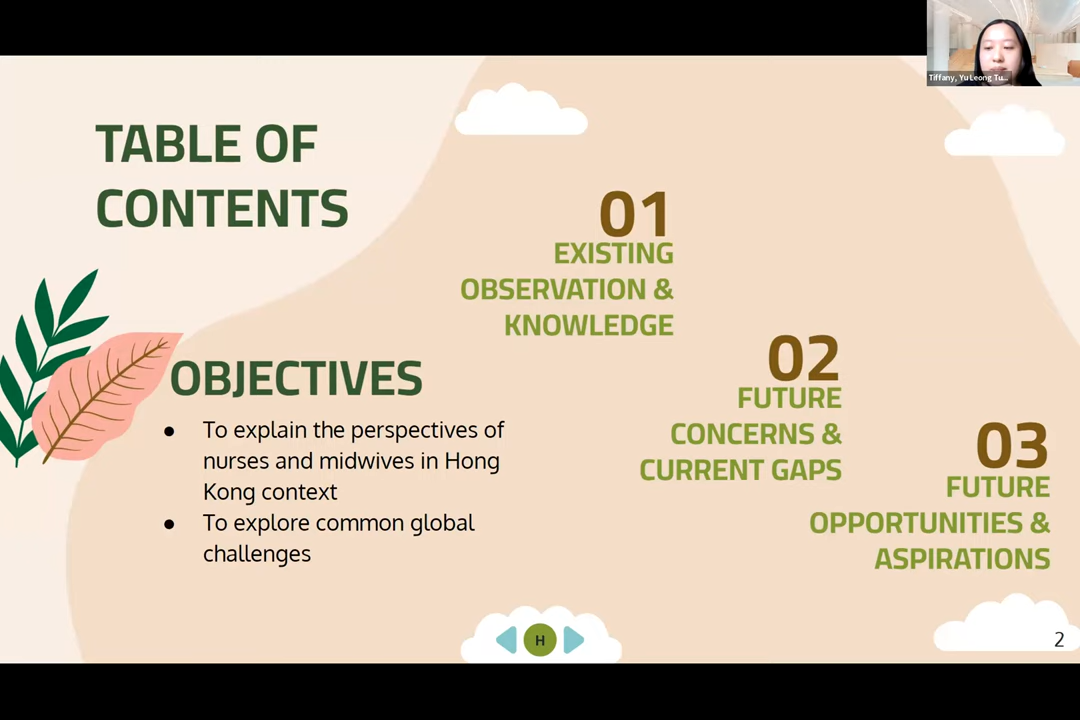 Tiffany, Yu Leong Tu...
TABLE OF
CONTENTS
01
EXISTING
OBSERVATION &
KNOWLEDGE
02
FUTURE
CONCERNS &
CURRENT GAPS
03
FUTURE
OPPORTUNITIES &
ASPIRATIONS
OBJECTIVES
● To explain the perspectives of
nurses and midwives in Hong
Kong context
● To explore common global
challenges
H
2